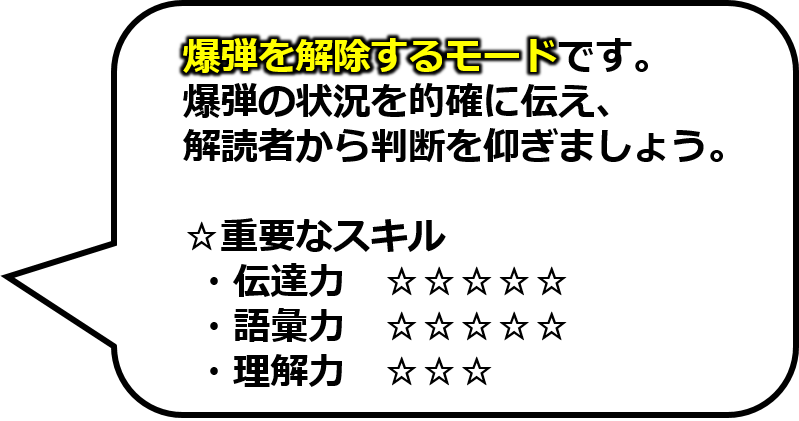 爆弾を解除するモードです。
爆弾の状況を的確に伝え、
解読者から判断を仰ぎましょう。
☆重要なスキル
・伝達力　☆☆☆☆☆
・語彙力　☆☆☆☆☆
・理解力　☆☆☆